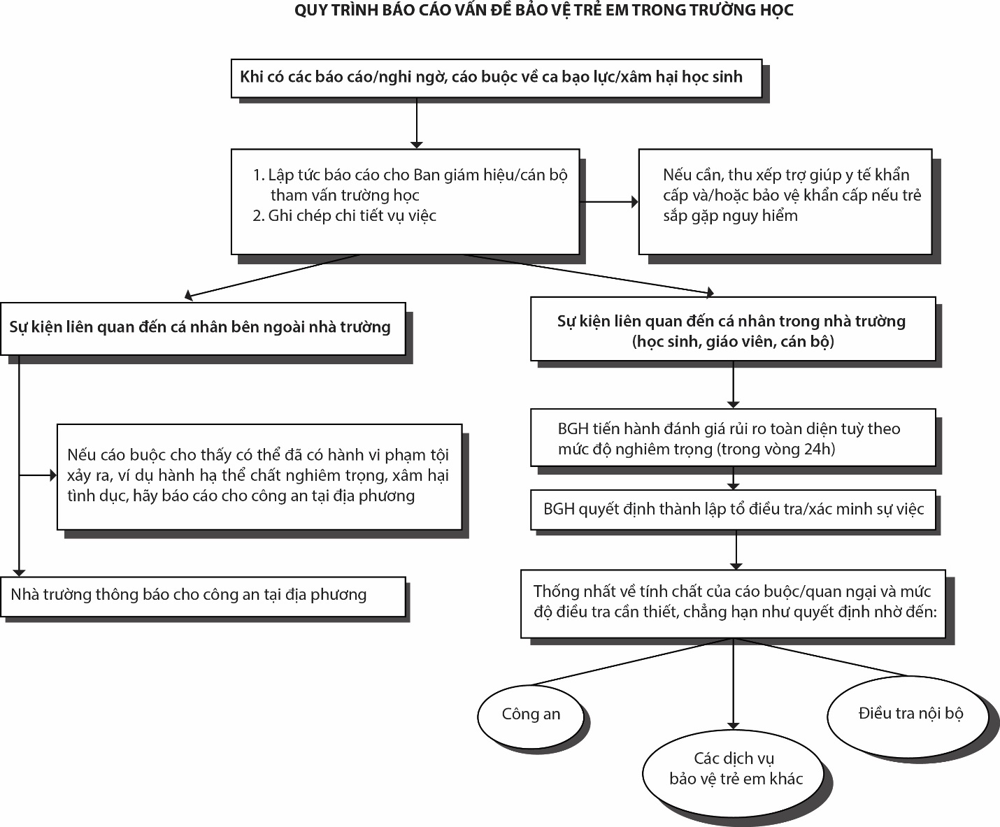 QUY TRÌNH BÁO CÁO VẤN ĐỀ BẢO VỆ TRẺ EM TRONG TRƯỜNG HỌC
Khi có các báo cáo/nghi ngờ, cáo buộc về ca bạo lực/xâm hại học sinh
1. Lập tức báo cáo cho Ban giám hiệu/cán bộ
tham vấn trường học
2. Ghi chép chi tiết vụ việc
Nếu cần, thu xếp trợ giúp y tế khẩn
cấp và/hoặc bảo vệ khẩn cấp nếu trẻ
sắp gặp nguy hiểm
Sự kiện liên quan đến cá nhân bên ngoài nhà trường
Nếu cáo buộc cho thấy có thể đã có hành vi phạm tội
xảy ra, ví dụ hành hạ thể chất nghiêm trọng, xâm hại
tình dục, hãy báo cáo cho công an tại địa phương
Nhà trường thông báo cho công an tại địa phương
Sự kiện liên quan đến cá nhân trong nhà trường
(học sinh, giáo viên, cán bộ)
BGH tiến hành đánh giá rủi ro toàn diện tuỳ theo
mức độ nghiêm trọng (trong vòng 24h)
BGH quyết định thành lập tổ điều tra/xác minh sự việc
Thống nhất về tính chất của cáo buộc/quan ngại và mức
độ điều tra cần thiết, chẳng hạn như quyết định nhờ đến:
Công an
Các dịch vụ
bảo vệ trẻ em khác
Điều tra nội bộ